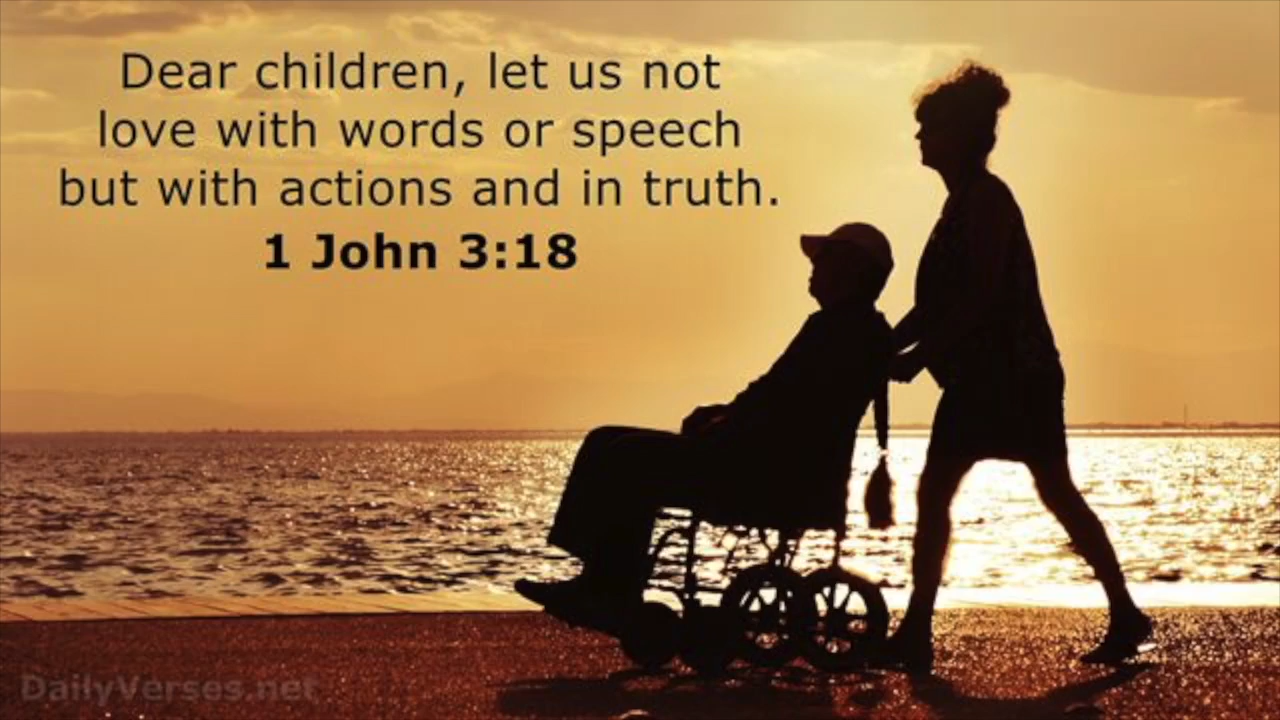 Dear children, let us not
love with words or speech
but with actions and in truth.
1 John 3:18
DailyVerses.net